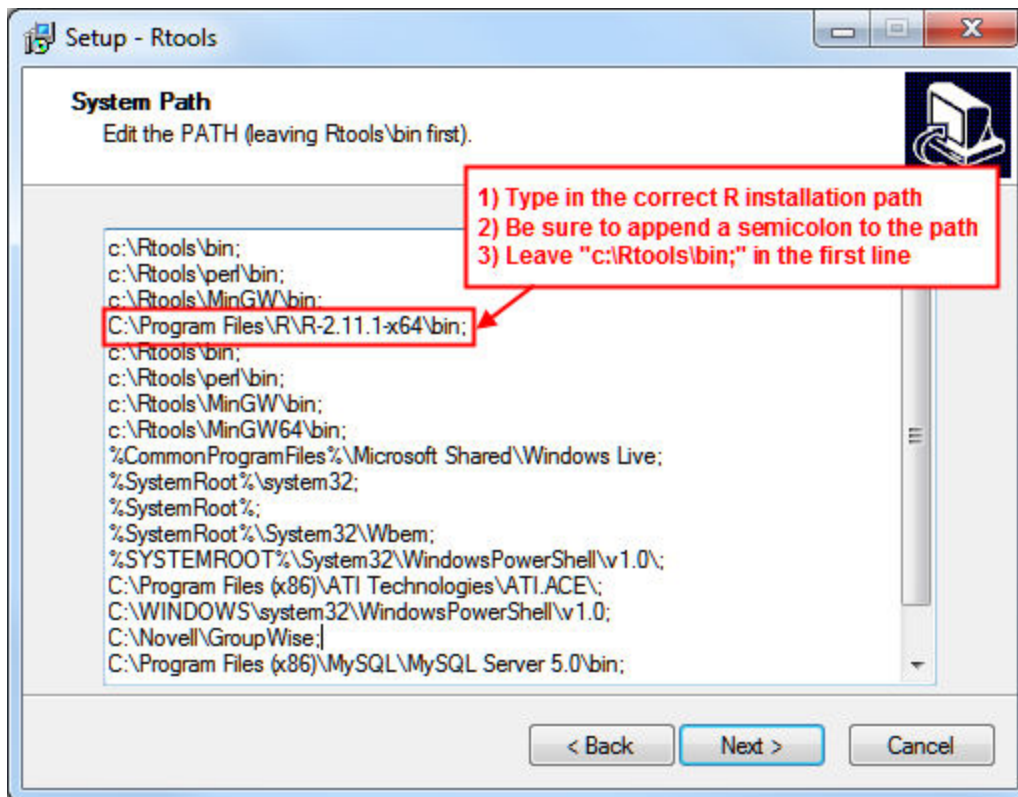 Setup - Rtools
System Path
Edit the PATH (leaving Rtools\bin first).
1) Type in the correct R installation path
2) Be sure to append a semicolon to the path
3) Leave "c:\Rtools\bin;" in the first line
c:\Rtools\bin;
c:\Rtools\perl\bin;
c:\Rtools\MinGW\bin;
C:\Program Files\R\R-2.11.1-x64\bin;
c:\Rtools\bin;
c:\Rtools\perl\bin;
c:\Rtools\MinGW\bin;
c:\Rtools\MinGW64\bin;
%CommonProgramFiles%\Microsoft Shared\Windows Live;
%SystemRoot%\system32;
%SystemRoot%;
%SystemRoot%\System32\Wbem;
%SYSTEMROOT%\System32\WindowsPowerShell\v1.0\;
C:\Program Files (x86)\ATI Technologies\ATI.ACE\;
C:\WINDOWS\system32\WindowsPowerShell\v1.0;
C:\Novell\GroupWise;
C:\Program Files (x86)\MySQL\MySQL Server 5.0\bin;
< Back Next > Cancel